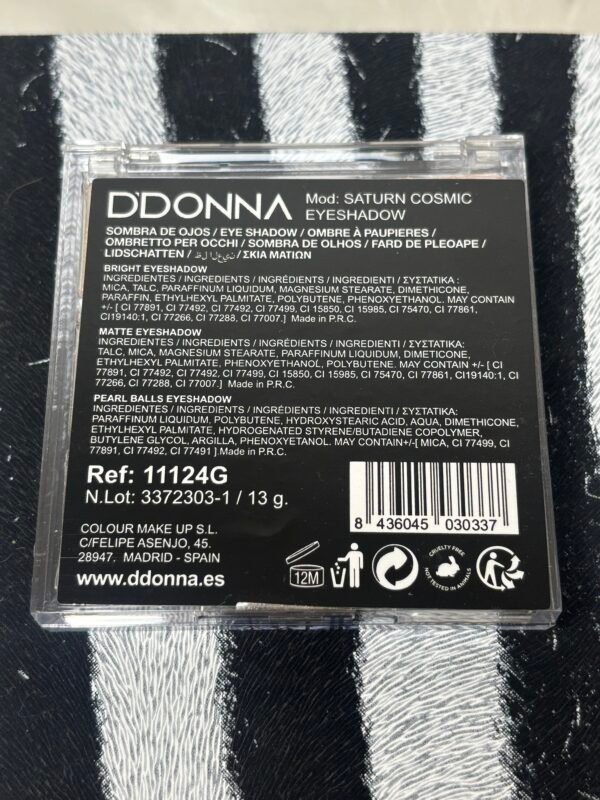 D'DONNA
Mod: SATURN COSMIC
EYESHADOW
SOMBRA DE OJOS / EYE SHADOW / OMBRE À PAUPIERES /
OMBRETTO PER OCCHI / SOMBRA DE OLHOS / FARD DE PLEOAPE /
LIDSCHATTEN / ظل العين / ΣΚΙΑ ΜΑΤΙΩΝ
BRIGHT EYESHADOW
INGREDIENTES / INGREDIENTS / INGRÉDIENTS / INGREDIENTI / ΣΥΣΤΑΤΙΚΑ :
MICA, TALC, PARAFFINUM LIQUIDUM, MAGNESIUM STEARATE, DIMETHICONE,
PARAFFIN, ETHYLHEXYL PALMITATE, POLYBUTENE, PHENOXYETHANOL. MAY CONTAIN
+/- [ CI 77891, CI 77492, CI 77492, CI 77499, CI 15850, CI 15985, CI 75470, CI 77861,
CI19140:1, CI 77266, CI 77288, CI 77007.] Made in P.R.C.
MATTE EYESHADOW
INGREDIENTES / INGREDIENTS / INGRÉDIENTS / INGREDIENTI / ΣΥΣΤΑΤΙΚΑ:
TALC, MICA, MAGNESIUM STEARATE, PARAFFINUM LIQUIDUM, DIMETICONE,
ETHYLHEXYL PALMITATE, PHENOXYETHANOL, POLYBUTENE. MAY CONTAIN +/- [ CI
77891, CI 77492, CI 77492, CI 77499, CI 15850, CI 15985, CI 75470, CI 77861, CI19140:1, CI
77266, CI 77288, CI 77007.] Made in P.R.C.
PEARL BALLS EYESHADOW
INGREDIENTES / INGREDIENTS / INGRÉDIENTS / INGREDIENTI / ΣΥΣΤΑΤΙΚΑ:
PARAFFINUM LIQUIDUM, POLYBUTENE, HYDROXYSTEARIC ACID, AQUA, DIMETHICONE,
ETHYLHEXYL PALMITATE, HYDROGENATED STYRENE/BUTADIENE COPOLYMER,
BUTYLENE GLYCOL, ARGILLA, PHENOXYETANOL. MAY CONTAIN+/-[ MICA, CI 77499, CI
77891, CI 77492, CI 77491 ].Made in P.R.C.
Ref: 11124G
N.Lot: 3372303-1 / 13 g.
8 436045 030337
COLOUR MAKE UP S.L.
C/FELIPE ASENJO, 45.
28947. MADRID - SPAIN
www.ddonna.es
12M
CRUELTY FREE
NOT TESTED IN ANIMALS